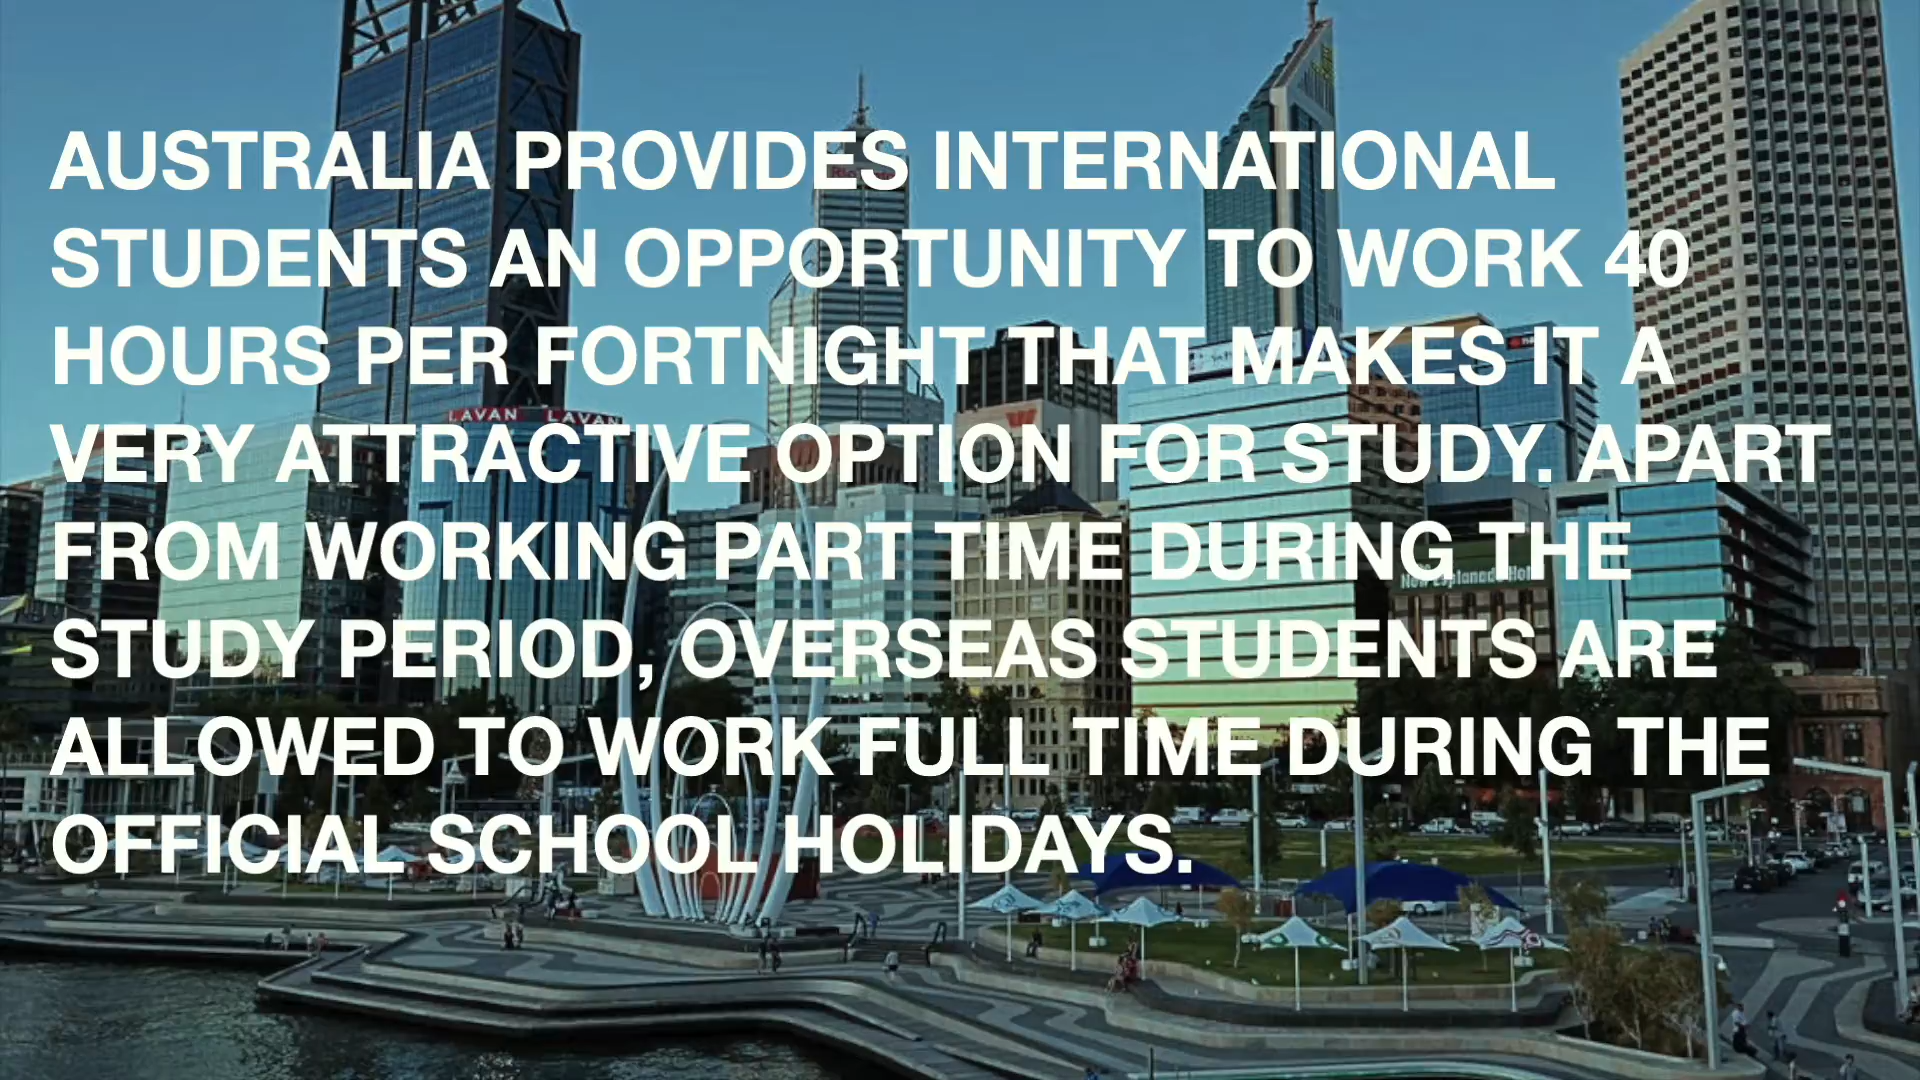 AUSTRALIA PROVIDES INTERNATIONAL
STUDENTS AN OPPORTUNITY TO WORK 40
HOURS PER FORTNIGHT THAT MAKES IT A
VERY ATTRACTIVE OPTION FOR STUDY. APART
FROM WORKING PART TIME DURING THE
STUDY PERIOD, OVERSEAS STUDENTS ARE
ALLOWED TO WORK FULL TIME DURING THE
OFFICIAL SCHOOL HOLIDAYS.
LAVAN LAVAN